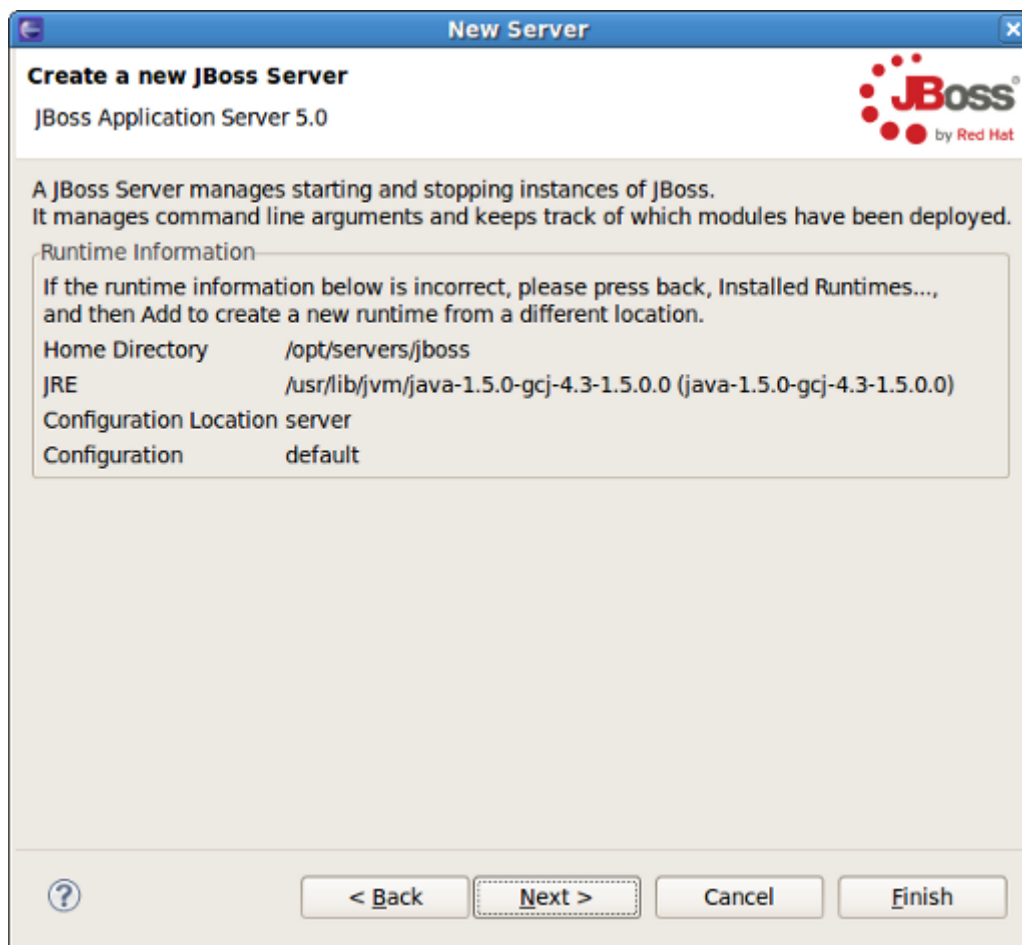 New Server
Create a new JBoss Server
JBoss Application Server 5.0
JBoss®
by Red Hat
A JBoss Server manages starting and stopping instances of JBoss.
It manages command line arguments and keeps track of which modules have been deployed.
Runtime Information
If the runtime information below is incorrect, please press back, Installed Runtimes...,
and then Add to create a new runtime from a different location.
Home Directory /opt/servers/jboss
JRE /usr/lib/jvm/java-1.5.0-gcj-4.3-1.5.0.0 (java-1.5.0-gcj-4.3-1.5.0.0)
Configuration Location server
Configuration default
? < Back Next > Cancel Finish